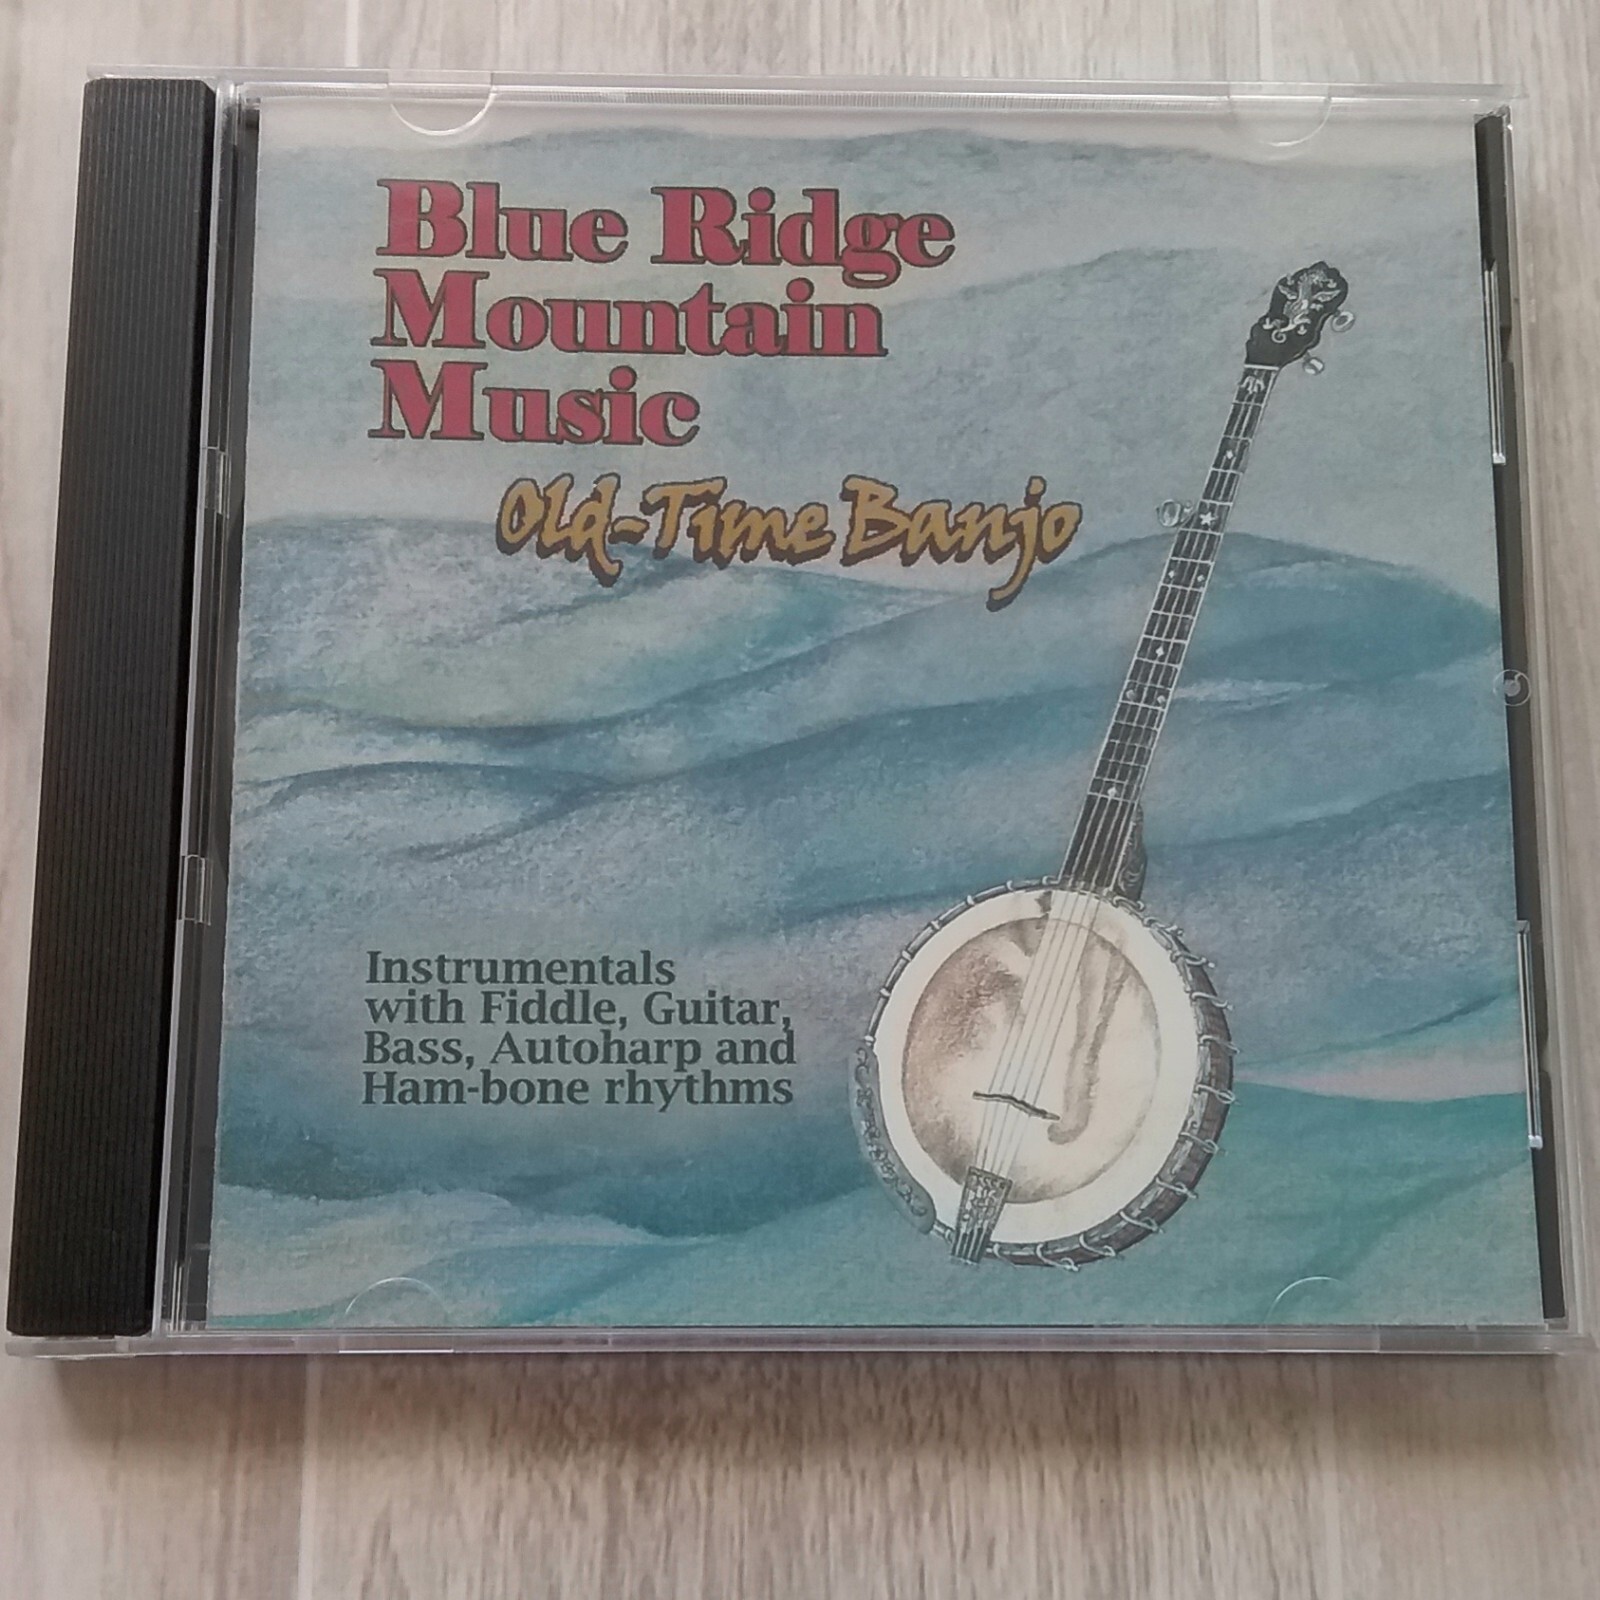 Blue Ridge
Mountain
Music
Old-Time Banjo
Instrumentals
with Fiddle, Guitar,
Bass, Autoharp and
Ham-bone rhythms